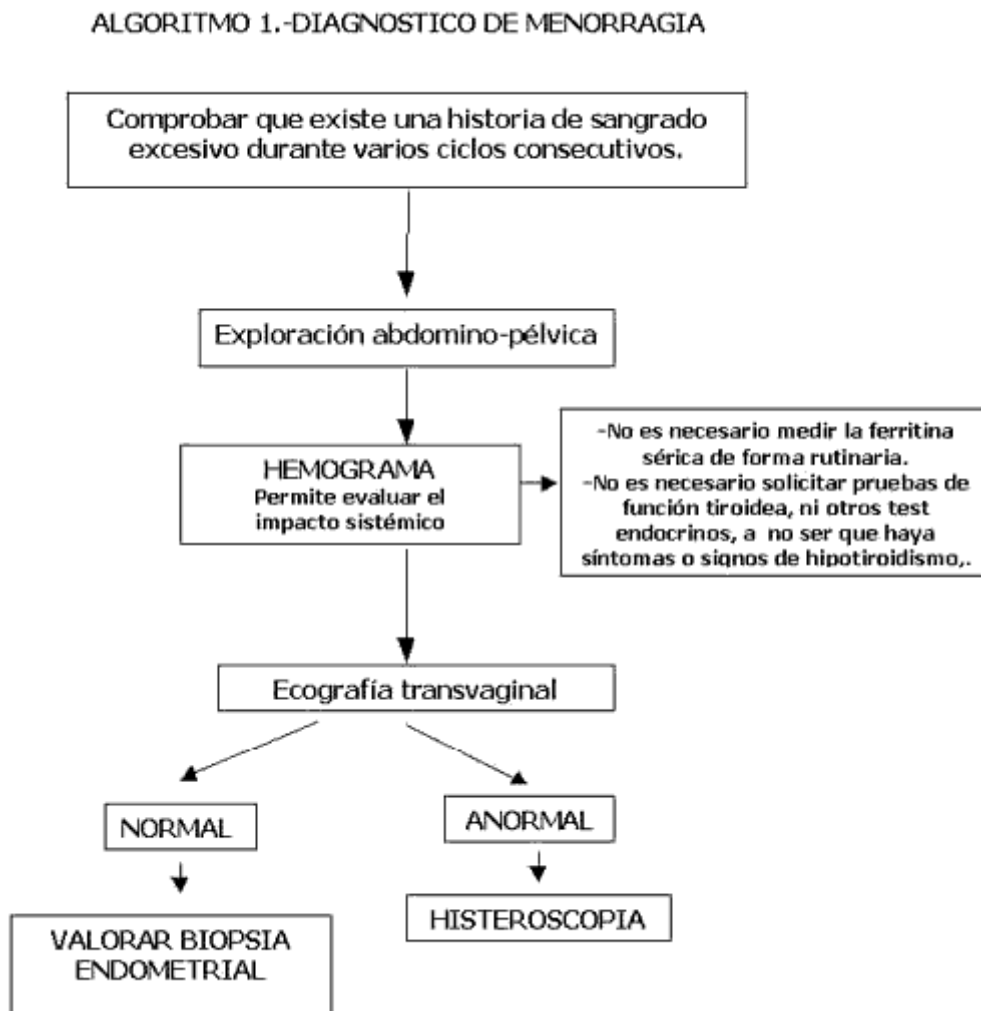 ALGORITMO 1.-DIAGNOSTICO DE MENORRAGIA
Comprobar que existe una historia de sangrado
excesivo durante varios ciclos consecutivos.
Exploración abdomino-pélvica
HEMOGRAMA
Permite evaluar el
impacto sistémico
-No es necesario medir la ferritina
sérica de forma rutinaria.
-No es necesario solicitar pruebas de
función tiroidea, ni otros test
endocrinos, a no ser que haya
síntomas o signos de hipotiroidismo,.
Ecografía transvaginal
NORMAL
ANORMAL
VALORAR BIOPSIA
ENDOMETRIAL
HISTEROSCOPIA